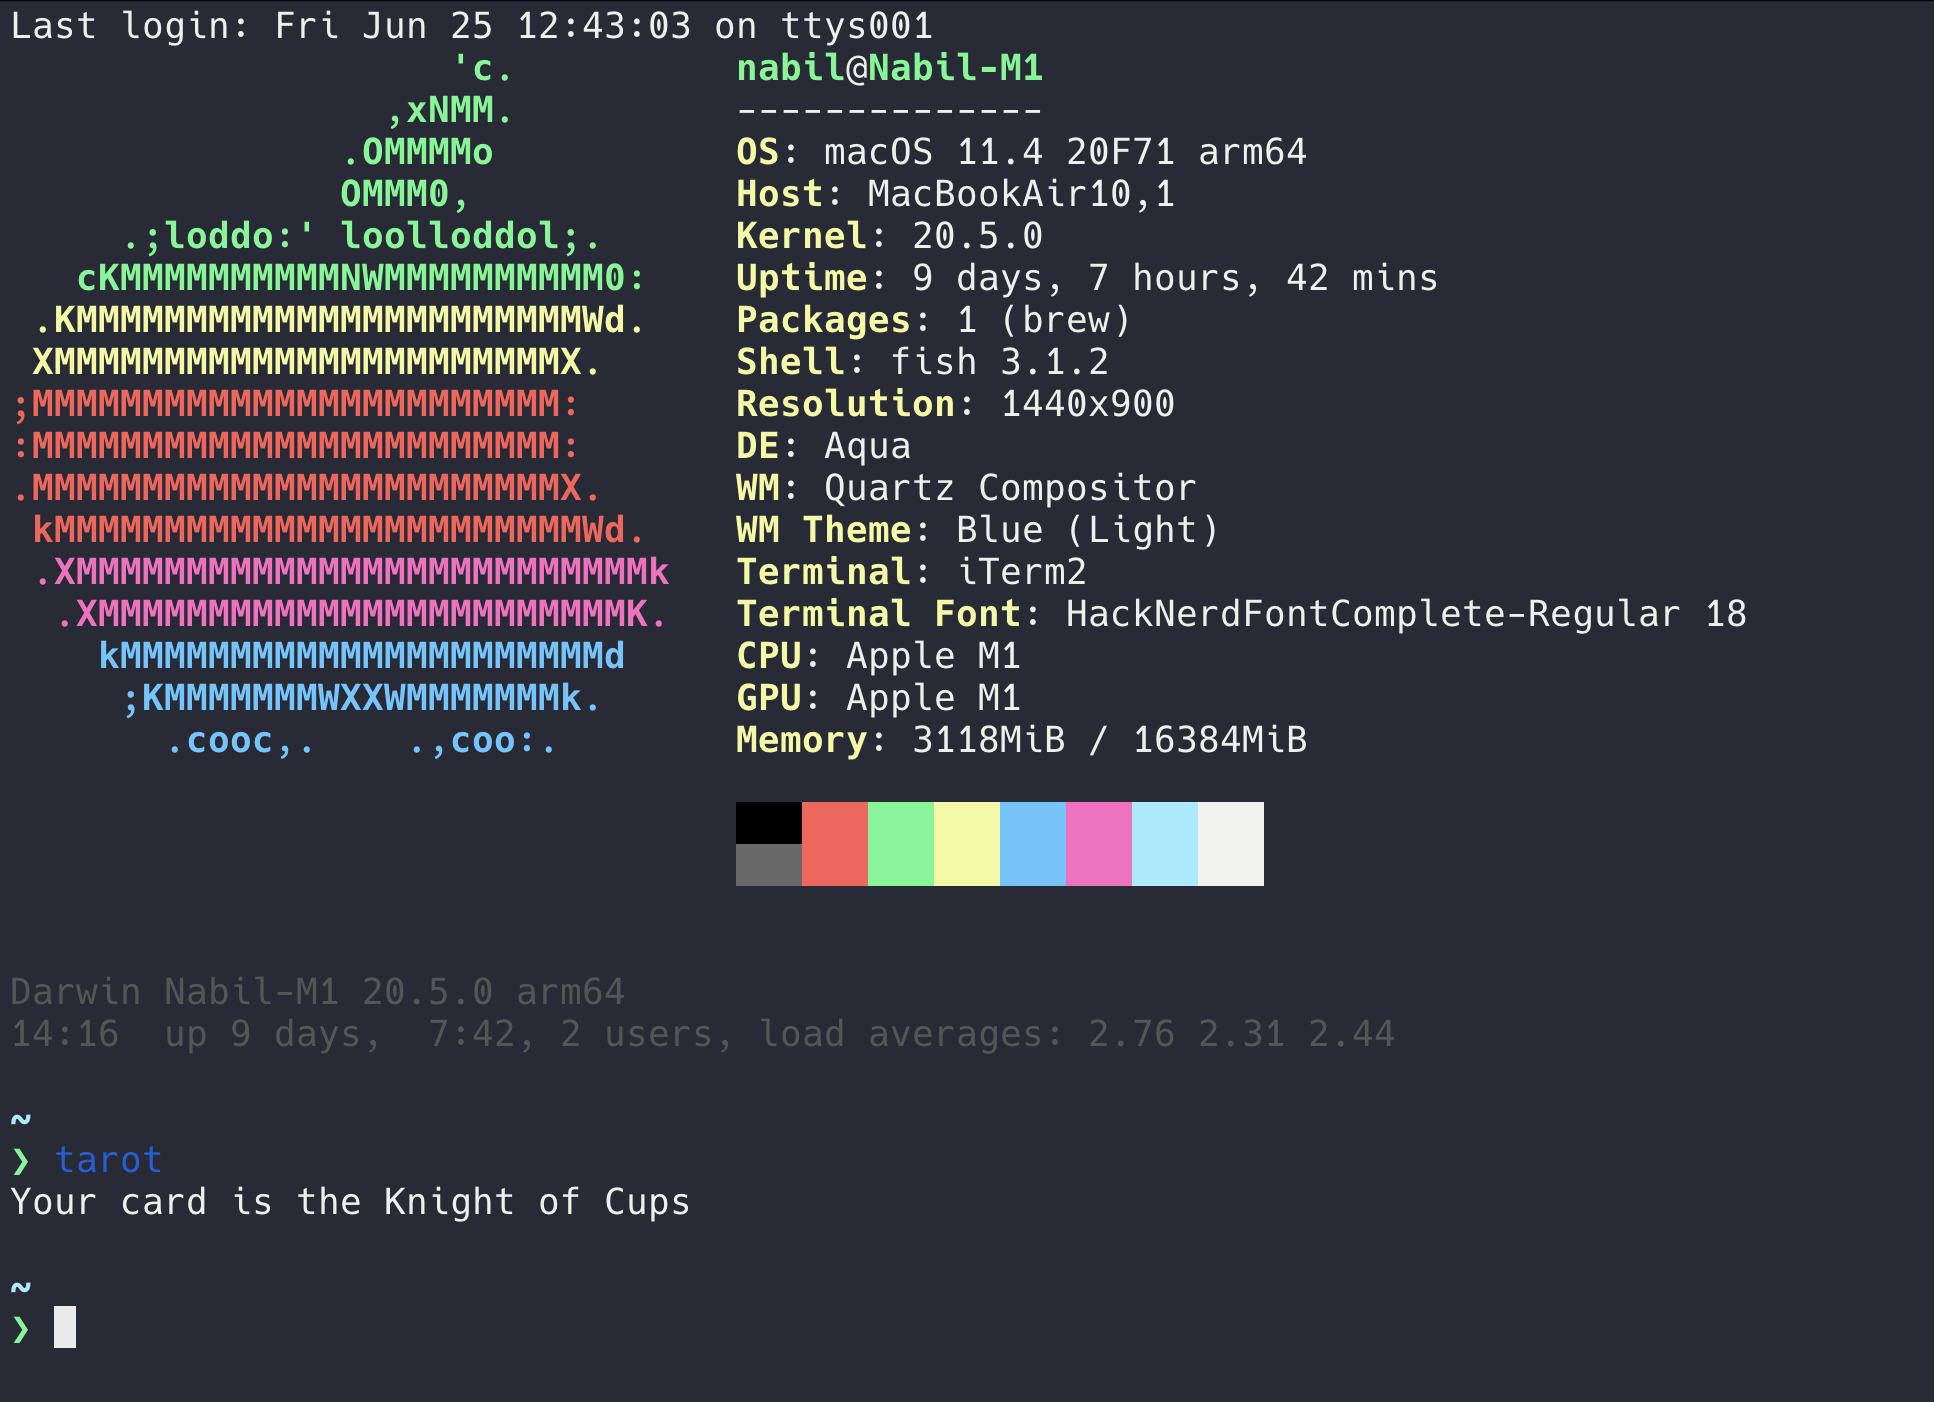 Last login: Fri Jun 25 12:43:03 on ttys001
                    'c.          nabil@Nabil-M1
                 ,xNMM.          --------------
               .OMMMMo           OS: macOS 11.4 20F71 arm64
               OMMM0,            Host: MacBookAir10,1
     .;loddo:' loolloddol;.      Kernel: 20.5.0
   cKMMMMMMMMMMNWMMMMMMMMMM0:    Uptime: 9 days, 7 hours, 42 mins
 .KMMMMMMMMMMMMMMMMMMMMMMMWd.    Packages: 1 (brew)
 XMMMMMMMMMMMMMMMMMMMMMMMX.      Shell: fish 3.1.2
;MMMMMMMMMMMMMMMMMMMMMMMM:       Resolution: 1440x900
:MMMMMMMMMMMMMMMMMMMMMMMM:       DE: Aqua
.MMMMMMMMMMMMMMMMMMMMMMMMX.      WM: Quartz Compositor
 kMMMMMMMMMMMMMMMMMMMMMMMMWd.    WM Theme: Blue (Light)
 .XMMMMMMMMMMMMMMMMMMMMMMMMMMk   Terminal: iTerm2
  .XMMMMMMMMMMMMMMMMMMMMMMMMK.   Terminal Font: HackNerdFontComplete-Regular 18
    kMMMMMMMMMMMMMMMMMMMMMMd     CPU: Apple M1
     ;KMMMMMMMWXXWMMMMMMMk.      GPU: Apple M1
       .cooc,.    .,coo:.        Memory: 3118MiB / 16384MiB
Darwin Nabil-M1 20.5.0 arm64
14:16  up 9 days,  7:42, 2 users, load averages: 2.76 2.31 2.44
~
❯ tarot
Your card is the Knight of Cups
~
❯